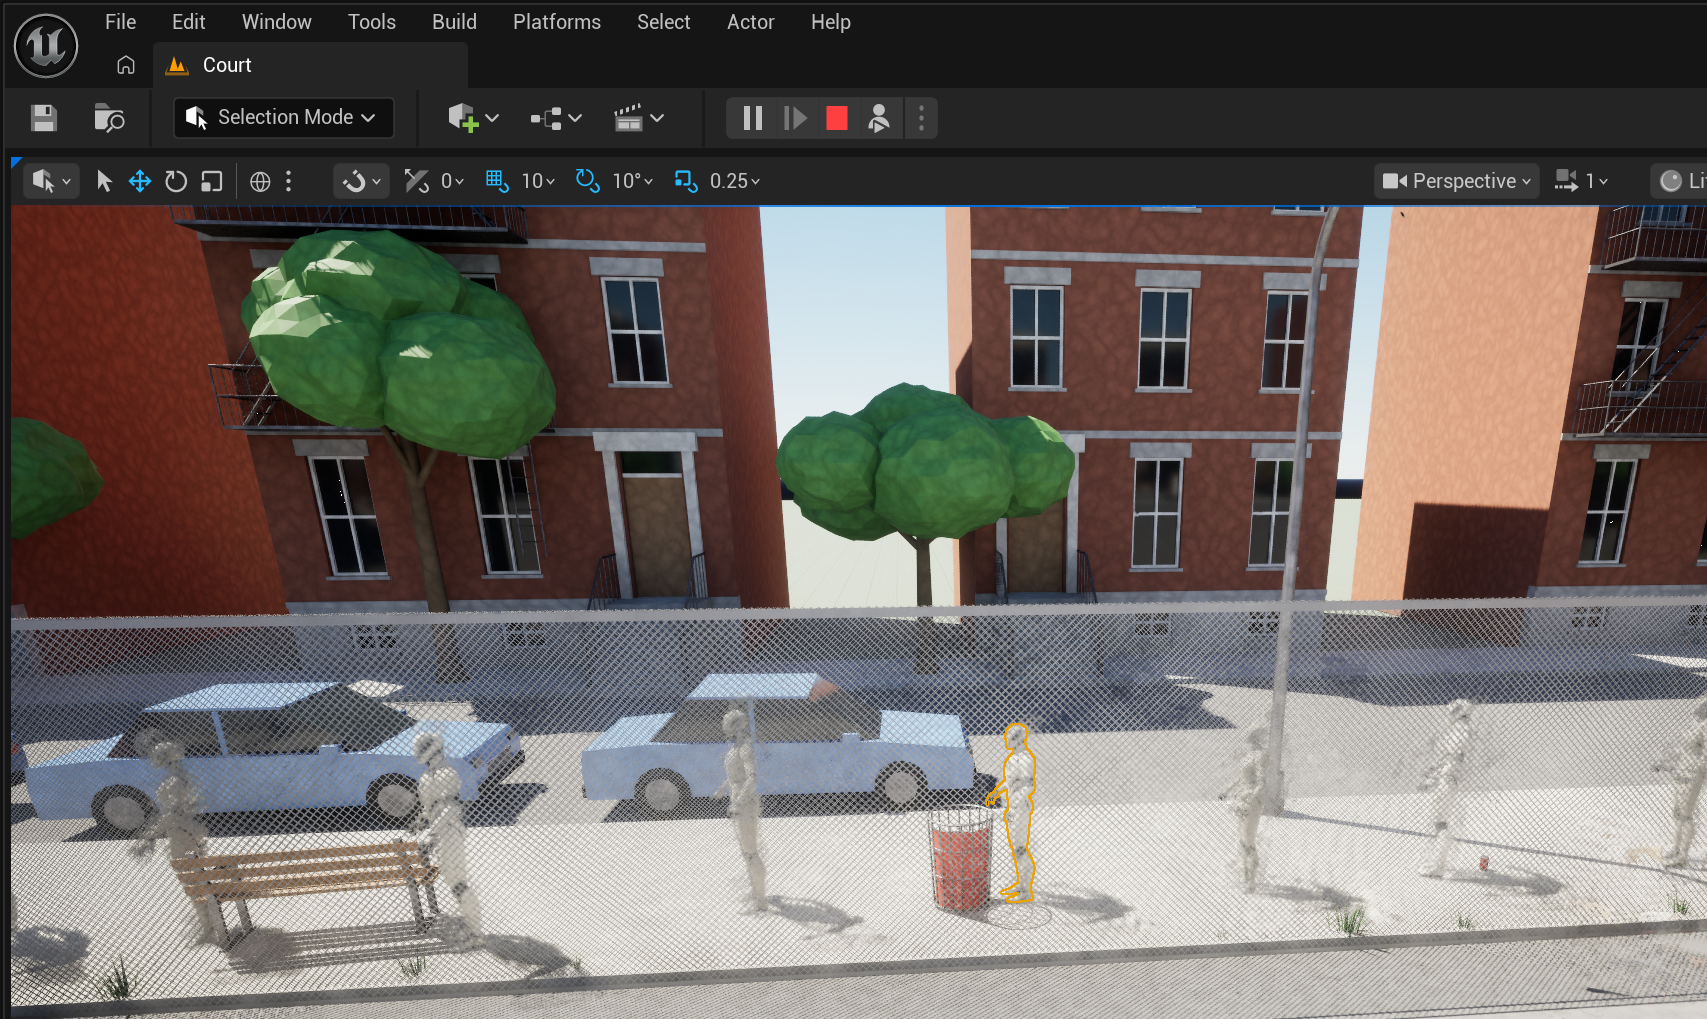 File Edit Window Tools Build Platforms Select Actor Help
Court
Selection Mode
0 10 10° 0.25 Perspective 1 Li